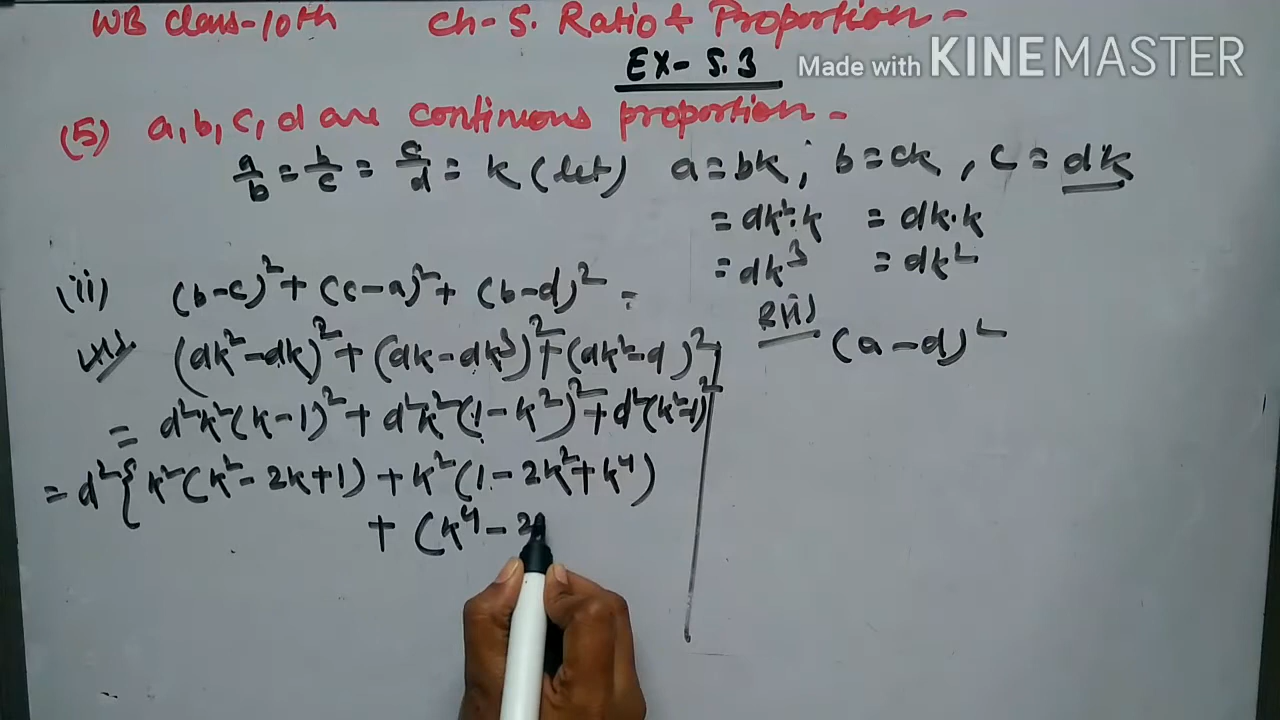 WB Class-10th Ch-5. Ratio & Proportion -
EX- 5.3
Made with KINEMASTER
(5) a,b,c,d are continuous proportion -
a/b = b/c = c/d = k (let) a = bk; b = ck, c = dk
= dk²·k = dk·k
= dk³ = dk²
(ii) (b-c)² + (c-a)² + (b-d)² =
LHS (dk²-dk)² + (dk-dk³)² + (dk²-d)²
RHS (a-d)²
= d²k²(k-1)² + d²k²(1-k²)² + d²(k²-1)²
= d²{k²(k²-2k+1) + k²(1-2k²+k⁴)
+ (k⁴-2